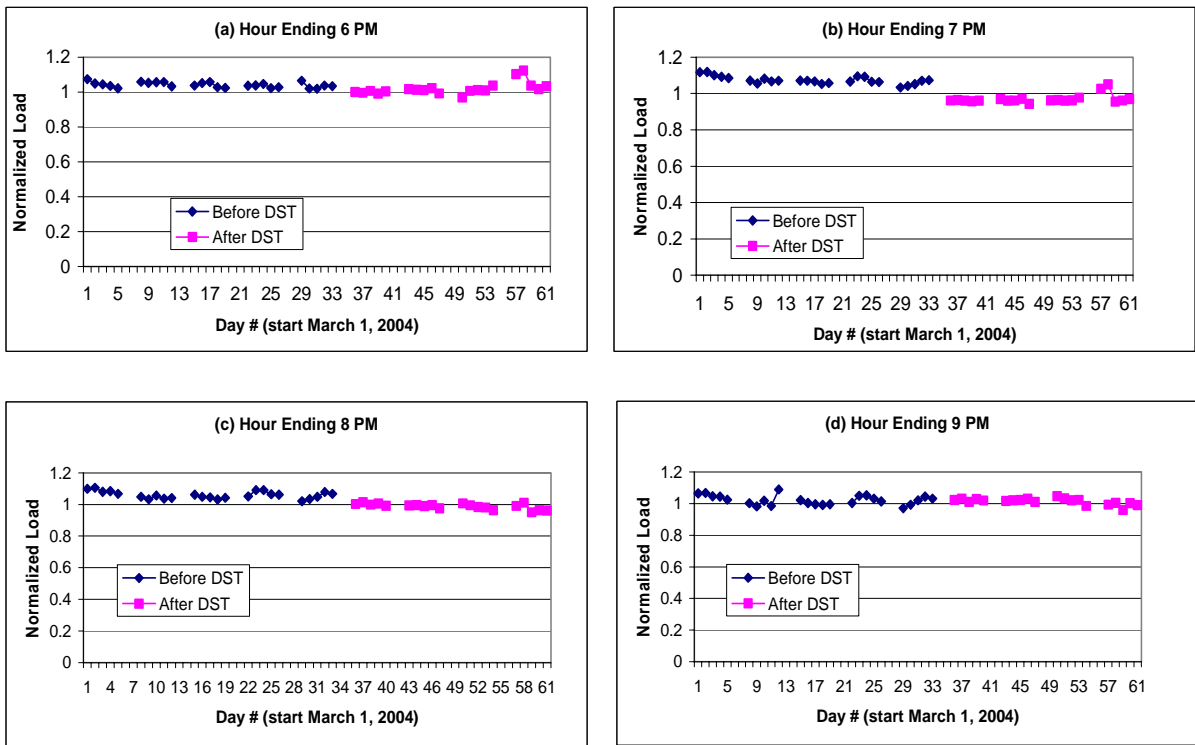 (a) Hour Ending 6 PM
Normalized Load
1.2
1
0.8
0.6
0.4
0.2
0
Before DST
After DST
1 5 9 13 17 21 25 29 33 37 41 45 49 53 57 61
Day # (start March 1, 2004)
(b) Hour Ending 7 PM
Normalized Load
1.2
1
0.8
0.6
0.4
0.2
0
Before DST
After DST
1 5 9 13 17 21 25 29 33 37 41 45 49 53 57 61
Day # (start March 1, 2004)
(c) Hour Ending 8 PM
Normalized Load
1.2
1
0.8
0.6
0.4
0.2
0
Before DST
After DST
1 4 7 10 13 16 19 22 25 28 31 34 37 40 43 46 49 52 55 58 61
Day # (start March 1, 2004)
(d) Hour Ending 9 PM
Normalized Load
1.2
1
0.8
0.6
0.4
0.2
0
Before DST
After DST
1 5 9 13 17 21 25 29 33 37 41 45 49 53 57 61
Day # (start March 1, 2004)